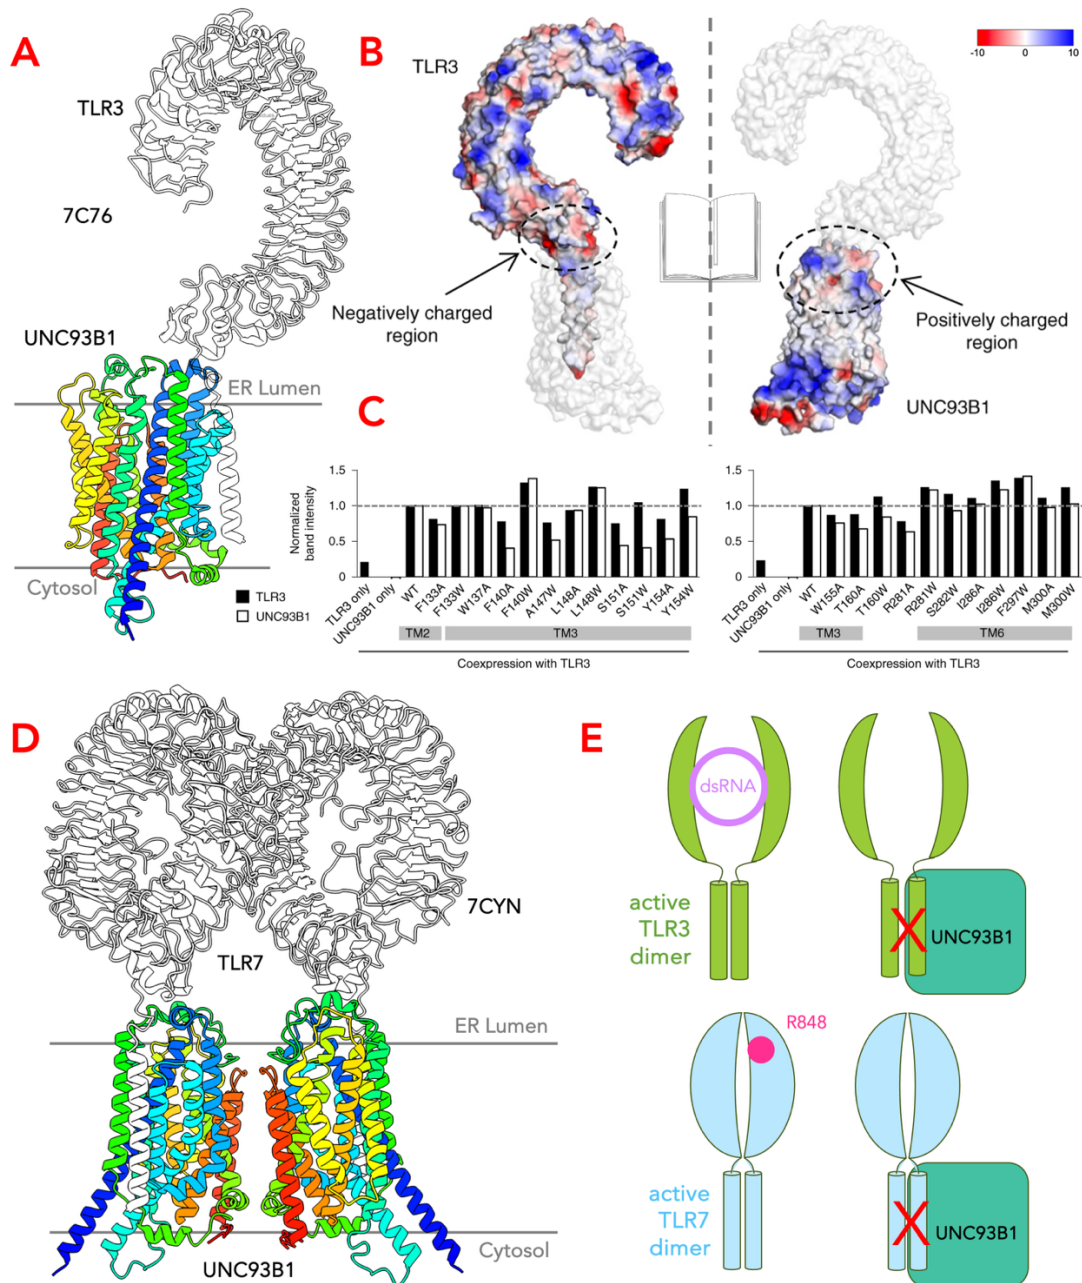 A
TLR3
7C76
UNC93B1
ER Lumen
Cytosol
TLR3
UNC93B1
B
TLR3
-10
0
10
Negatively charged
region
Positively charged
region
UNC93B1
C
Normalized
band intensity
1.5
1.0
0.5
0
TLR3 only
UNC93B1 only
WT
F133A
F133W
W137A
F140A
F140W
A147W
L148A
L148W
S151A
S151W
Y154A
Y154W
TM2
TM3
Coexpression with TLR3
1.5
1.0
0.5
0
TLR3 only
UNC93B1 only
WT
W155A
T160A
T160W
R281A
R281W
S282W
I286A
I286W
F297W
M300A
M300W
TM3
TM6
Coexpression with TLR3
D
7CYN
TLR7
ER Lumen
Cytosol
UNC93B1
E
dsRNA
active
TLR3
dimer
X
UNC93B1
R848
active
TLR7
dimer
X
UNC93B1